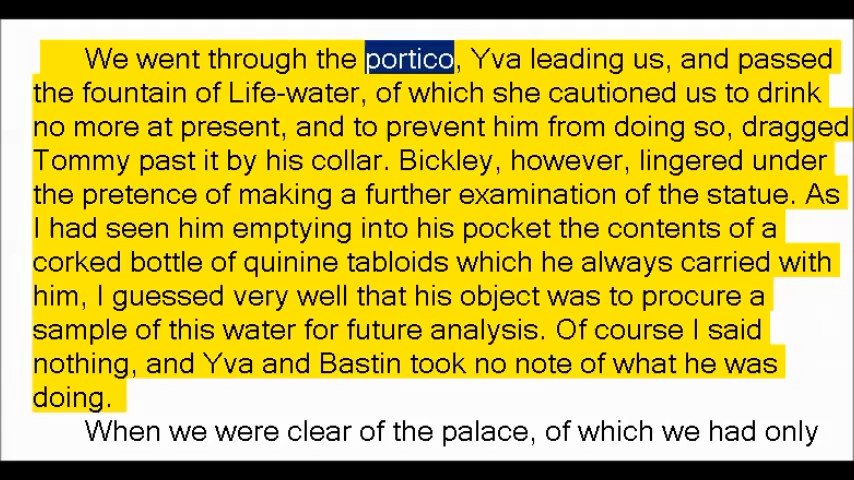 We went through the portico, Yva leading us, and passed
the fountain of Life-water, of which she cautioned us to drink
no more at present, and to prevent him from doing so, dragged
Tommy past it by his collar. Bickley, however, lingered under
the pretence of making a further examination of the statue. As
I had seen him emptying into his pocket the contents of a
corked bottle of quinine tabloids which he always carried with
him, I guessed very well that his object was to procure a
sample of this water for future analysis. Of course I said
nothing, and Yva and Bastin took no note of what he was
doing.
When we were clear of the palace, of which we had only